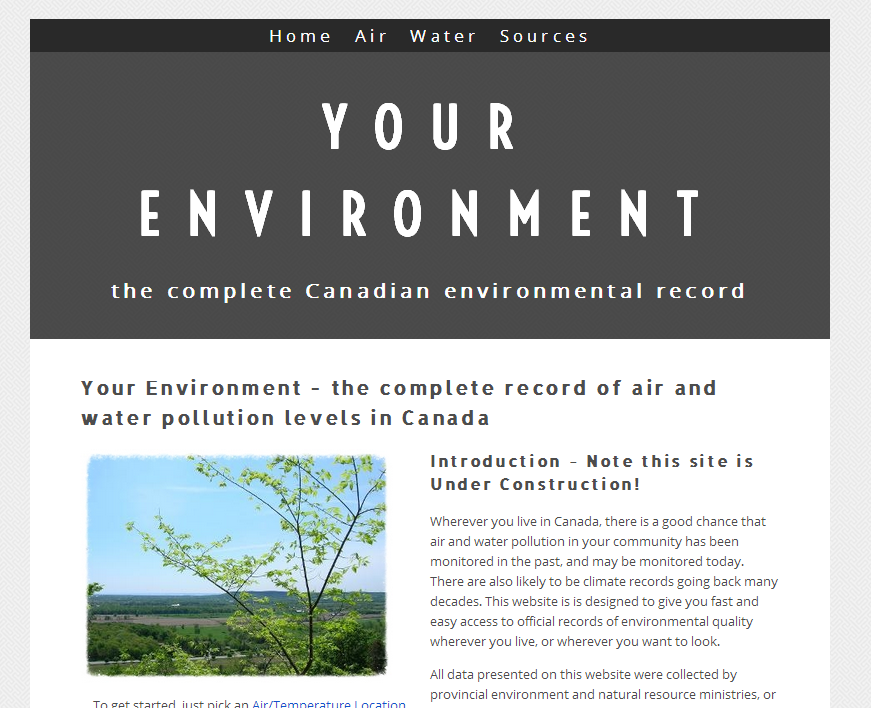 Home Air Water Sources
YOUR
ENVIRONMENT
the complete Canadian environmental record
Your Environment - the complete record of air and
water pollution levels in Canada
Introduction - Note this site is
Under Construction!
Wherever you live in Canada, there is a good chance that
air and water pollution in your community has been
monitored in the past, and may be monitored today.
There are also likely to be climate records going back many
decades. This website is is designed to give you fast and
easy access to official records of environmental quality
wherever you live, or wherever you want to look.
All data presented on this website were collected by
provincial environment and natural resource ministries, or
To get started, just pick an Air/Temperature Location